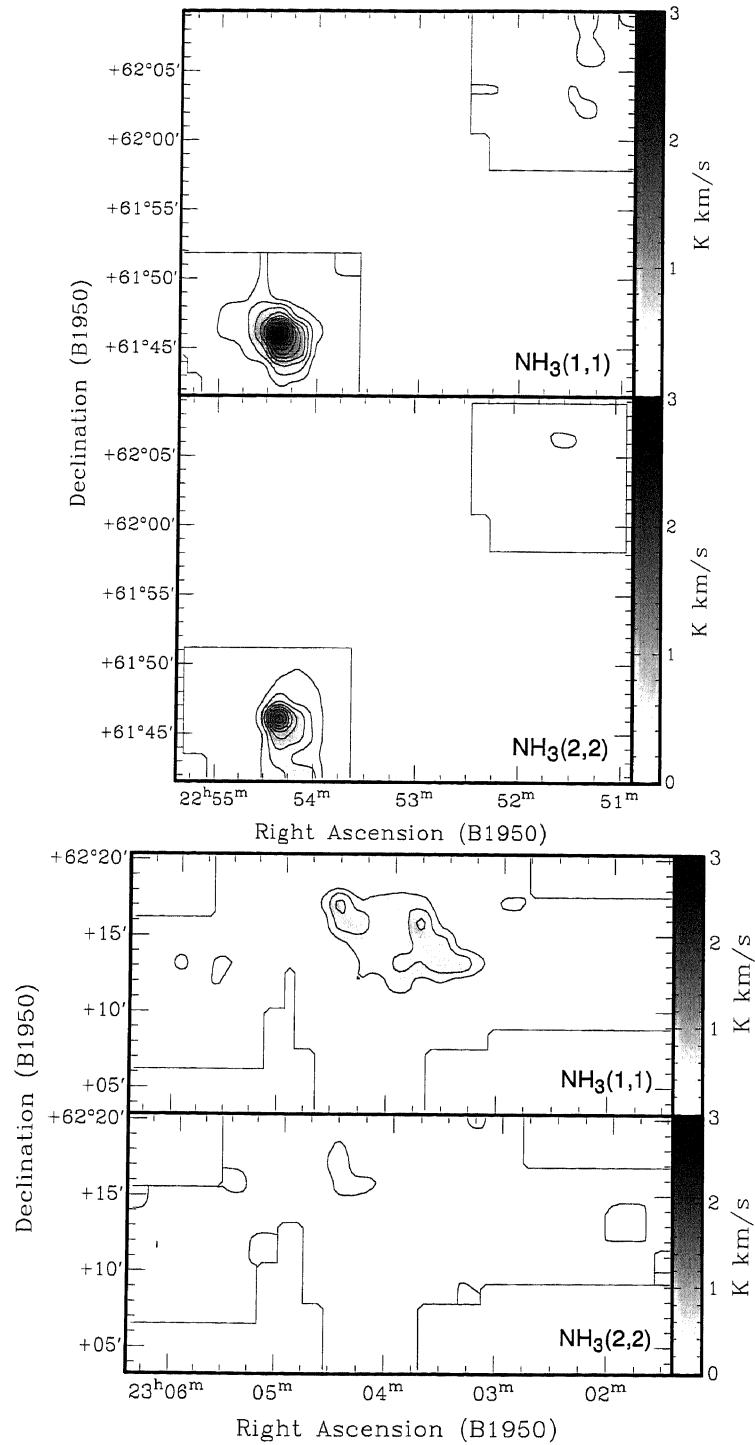 +62°05′
+62°00′
+61°55′
+61°50′
+61°45′
NH₃(1,1)
3
2
1
K km/s
Declination (B1950)
+62°05′
+62°00′
+61°55′
+61°50′
+61°45′
NH₃(2,2)
3
2
1
0
K km/s
22ʰ55ᵐ 54ᵐ 53ᵐ 52ᵐ 51ᵐ
Right Ascension (B1950)
+62°20′
+15′
+10′
+05′
NH₃(1,1)
3
2
1
K km/s
Declination (B1950)
+62°20′
+15′
+10′
+05′
NH₃(2,2)
3
2
1
0
K km/s
23ʰ06ᵐ 05ᵐ 04ᵐ 03ᵐ 02ᵐ
Right Ascension (B1950)